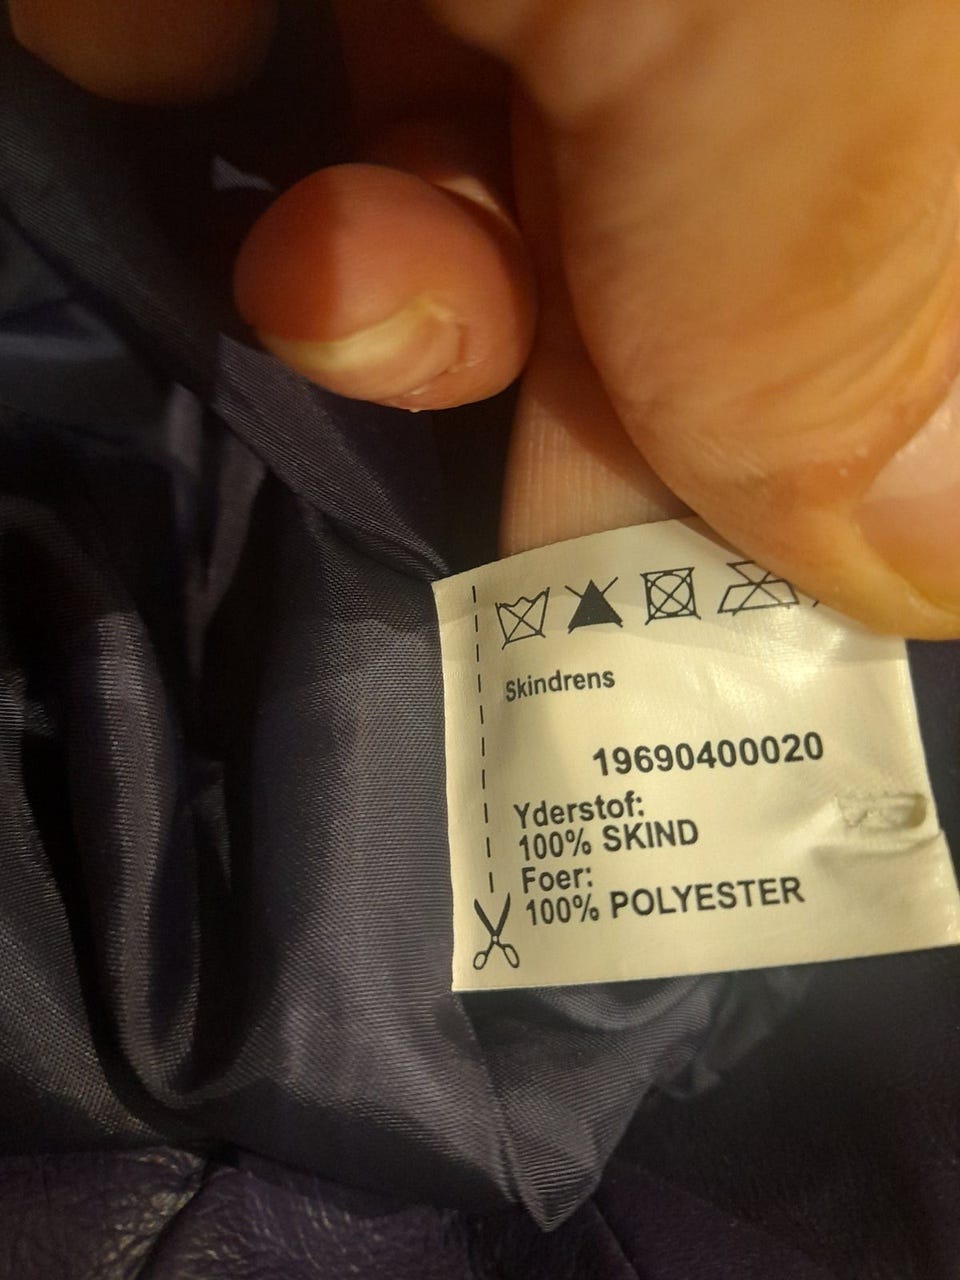 Skindrens
19690400020
Yderstof:
100% SKIND
Foer:
100% POLYESTER